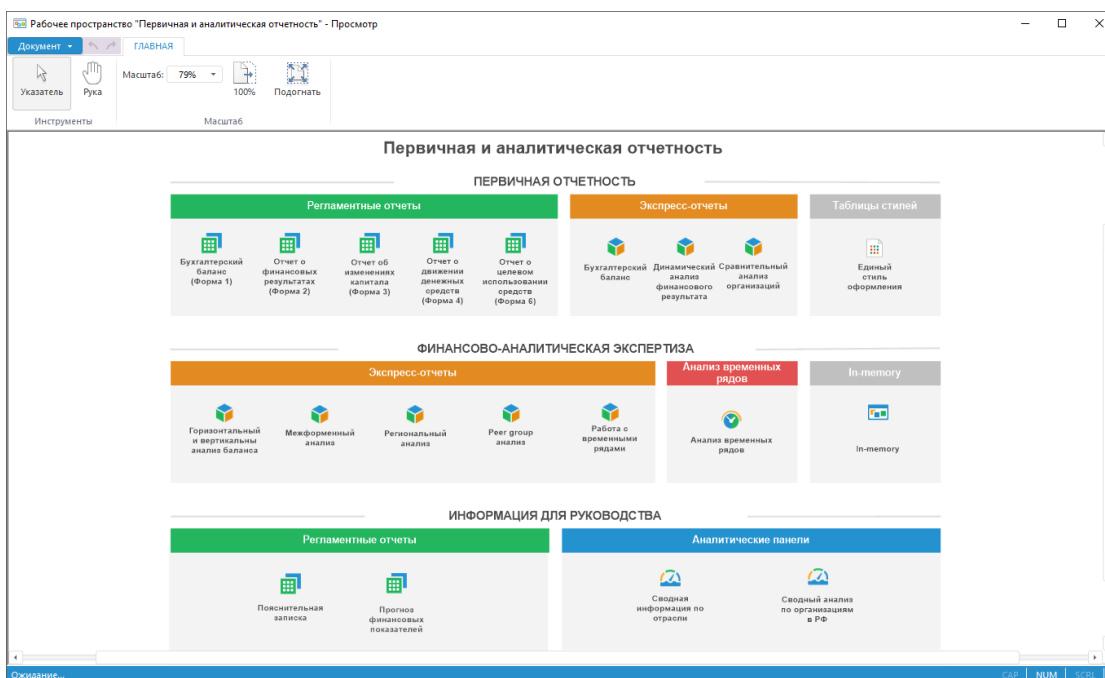 Рабочее пространство "Первичная и аналитическая отчетность" - Просмотр
Документ
ГЛАВНАЯ
Указатель
Рука
Масштаб:
79%
100%
Подогнать
Инструменты
Масштаб
Первичная и аналитическая отчетность
ПЕРВИЧНАЯ ОТЧЕТНОСТЬ
Регламентные отчеты
Бухгалтерский
баланс
(Форма 1)
Отчет о
финансовых
результатах
(Форма 2)
Отчет об
изменениях
капитала
(Форма 3)
Отчет о
движении
денежных
средств
(Форма 4)
Отчет о
целевом
использовании
средств
(Форма 6)
Экспресс-отчеты
Бухгалтерский
баланс
Динамический
анализ
финансового
результата
Сравнительный
анализ
организаций
Таблицы стилей
Единый
стиль
оформления
ФИНАНСОВО-АНАЛИТИЧЕСКАЯ ЭКСПЕРТИЗА
Экспресс-отчеты
Горизонтальный
и вертикальны
анализ баланса
Межформенный
анализ
Региональный
анализ
Peer group
анализ
Работа с
временными
рядами
Анализ временных
рядов
Анализ временных
рядов
In-memory
In-memory
ИНФОРМАЦИЯ ДЛЯ РУКОВОДСТВА
Регламентные отчеты
Пояснительная
записка
Прогноз
финансовых
показателей
Аналитические панели
Сводная
информация по
отрасли
Сводный анализ
по организациям
в РФ
Ожидание...
CAP
NUM
SCRL